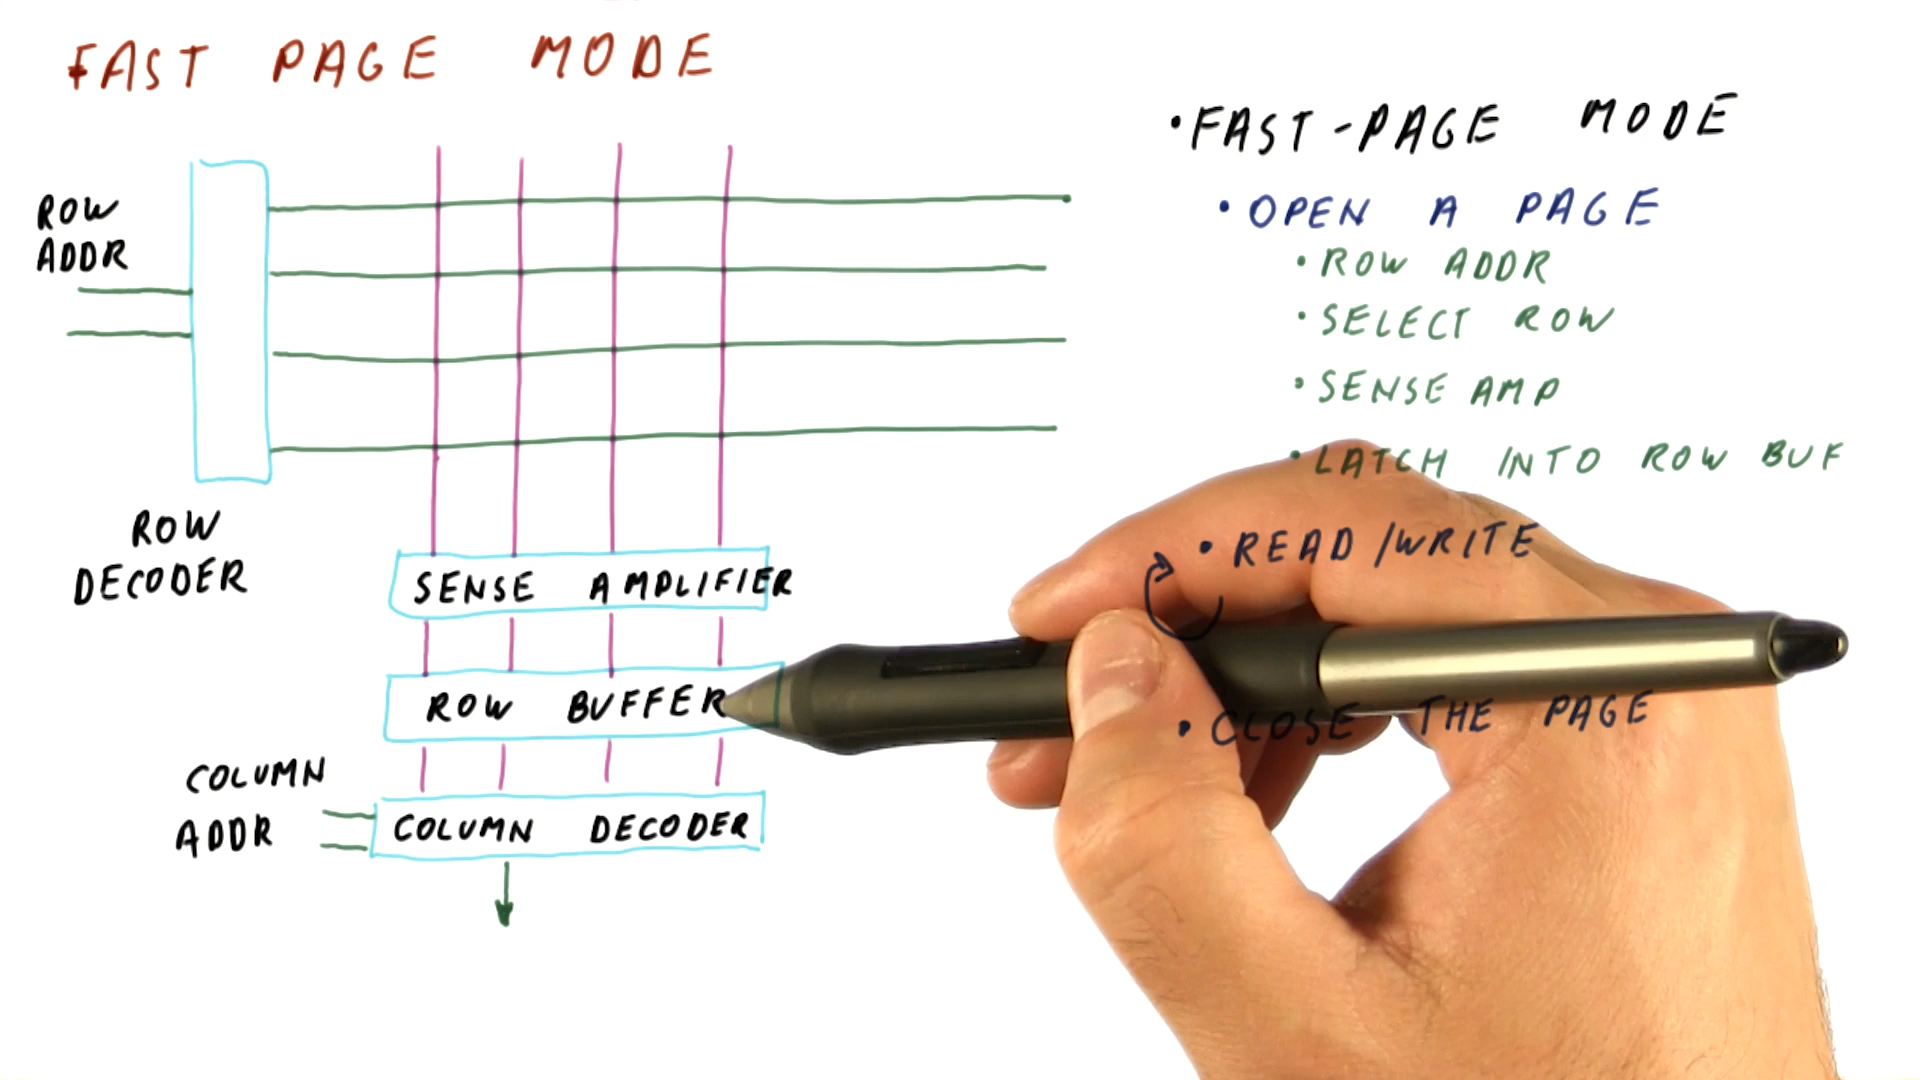 FAST PAGE MODE
ROW
ADDR
ROW
DECODER
SENSE AMPLIFIER
ROW BUFFER
COLUMN
ADDR
COLUMN DECODER
•FAST-PAGE MODE
•OPEN A PAGE
•ROW ADDR
•SELECT ROW
•SENSE AMP
•LATCH INTO ROW BUF
•READ/WRITE
•CLOSE THE PAGE